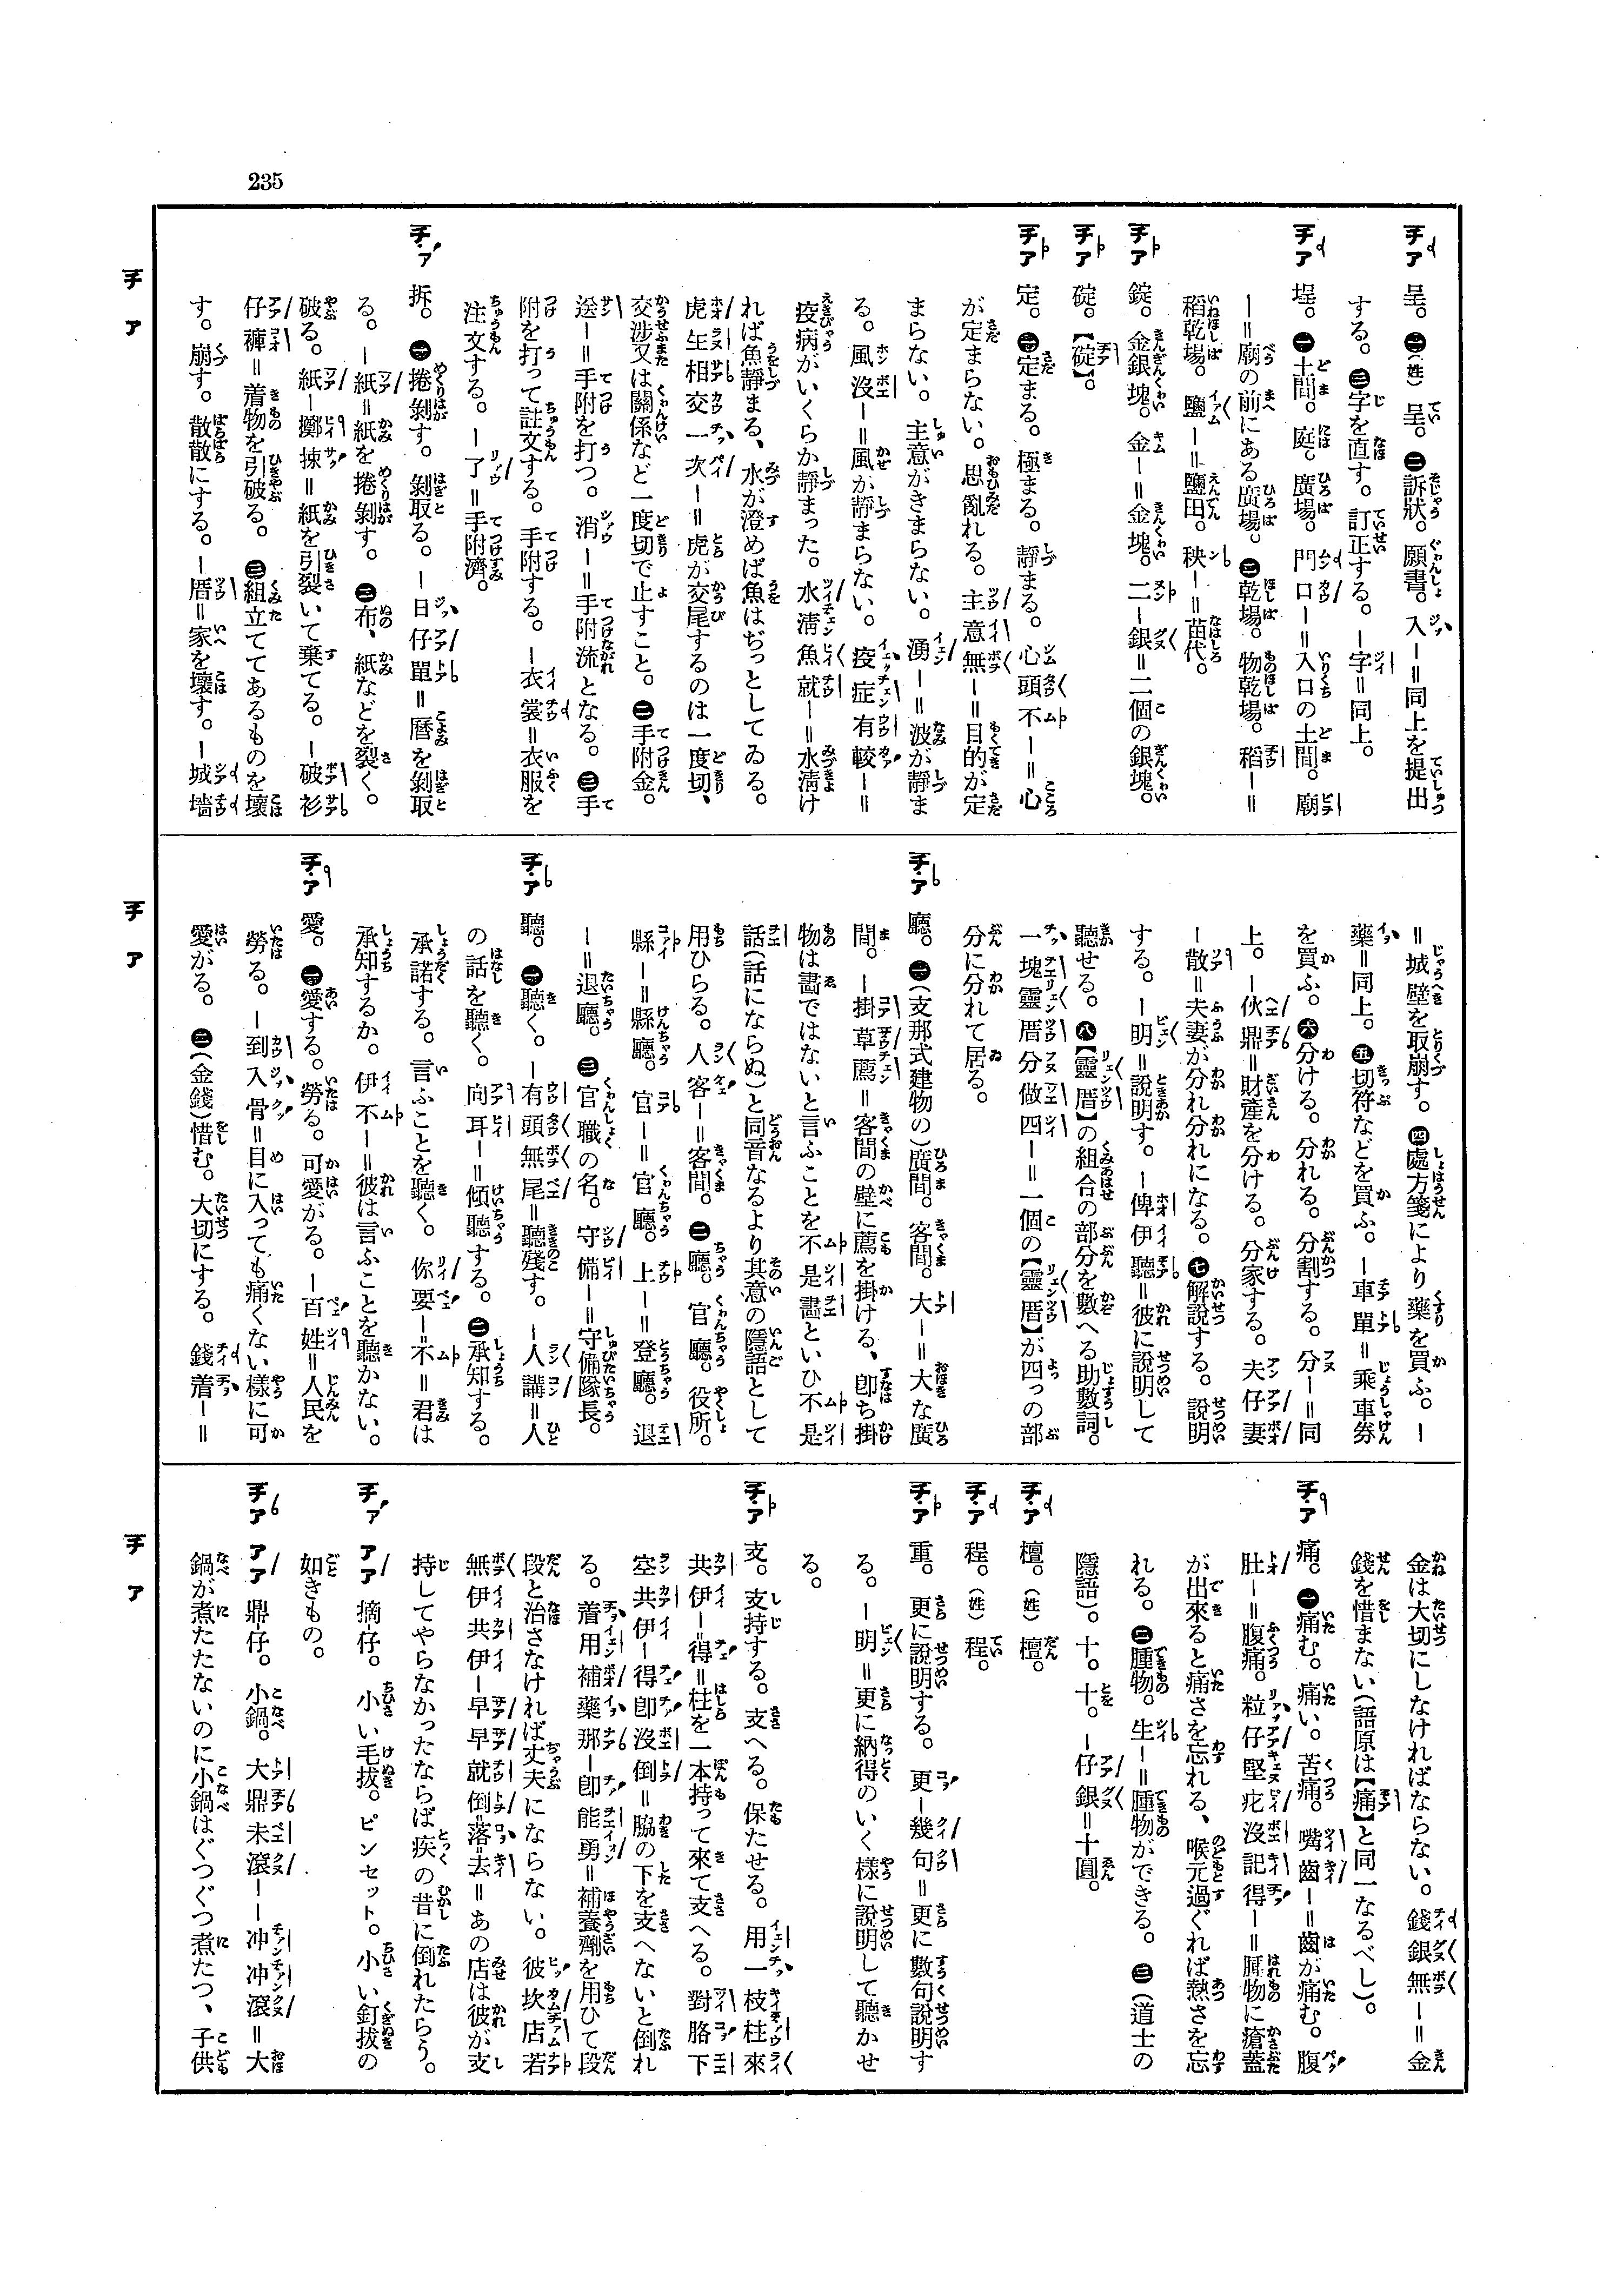 235
チア 呈。㊀(姓) 呈。㊁訴狀。願書。入ー＝同上を提出
する。㊂字を直す。訂正する。ー字＝同上。
チア 埕。㊀土間。庭。廣場。門口ー＝入口の土間。廟
ー＝廟の前にある廣場。㊁乾場。物乾場。稻ー＝
稻乾場。鹽ー＝鹽田。秧ー＝苗代。
チア 錠。金銀塊。金ー＝金塊。二ー銀＝二個の銀塊。
チア 碇。【碇】。
チア 定。㊀定まる。極まる。靜まる。心頭不ー＝心
が定まらない。思亂れる。主意無ー＝目的が定
まらない。主意がきまらない。湧ー＝波が靜ま
る。風沒ー＝風が靜まらない。疫症有較ー＝
疫病がいくらか靜まった。水淸魚就ー＝水淸け
れば魚靜まる、水が澄めば魚はぢっとしてゐる。
虎生相交一次ー＝虎が交尾するのは一度切、
交涉又は關係など一度切で止すこと。㊁手附金。
送ー＝手附を打つ。消ー＝手附流となる。㊂手
附を打って註文する。手附する。ー衣裳＝衣服を
注文する。ー了＝手附濟。
チァ 拆。㊀捲剝す。剝取る。ー日仔單＝曆を剝取
る。ー紙＝紙を捲剝す。㊁布、紙などを裂く。
破る。紙ー擲捒＝紙を引裂いて棄てる。ー破衫
仔褲＝着物を引破る。㊂組立ててあるものを壞
す。崩す。散散にする。ー厝＝家を壞す。ー城墻
＝城壁を取崩す。㊃處方箋により藥を買ふ。ー
藥＝同上。㊄切符などを買ふ。ー車單＝乘車券
を買ふ。㊅分ける。分れる。分割する。分ー＝同
上。ー伙鼎＝財產を分ける。分家する。夫仔妻
ー散＝夫妻が分れ分れになる。㊆解說する。說明
する。ー明＝說明す。ー俾伊聽＝彼に說明して
聽せる。㊇【靈厝】の組合の部分を數へる助數詞。
一塊靈厝分做四ー＝一個の【靈厝】が四っの部
分に分れて居る。
チア 廳。㊀(支那式建物の)廣間。客間。大ー＝大な廣
間。ー掛草薦＝客間の壁に薦を掛ける、卽ち掛
物は畫ではないと言ふことを不是畫といひ不是
話(話にならぬ)と同音なるより其意の隱語として
用ひらる。人客ー＝客間。㊁廳。官廳。役所。
縣ー＝縣廳。官ー＝官廳。上ー＝登廳。退
ー＝退廳。㊂官職の名。守備ー＝守備隊長。
チア 聽。㊀聽く。ー有頭無尾＝聽殘す。ー人講＝人
の話を聽く。向耳ー＝傾聽する。㊁承知する。
承諾する。言ふことを聽く。你要ー不＝君は
承知するか。伊不ー＝彼は言ふことを聽かない。
チア 愛。㊀愛する。勞る。可愛がる。ー百姓＝人民を
勞る。ー到入骨＝目に入っても痛くない樣に可
愛がる。㊁(金錢)惜む。大切にする。錢着ー＝
金は大切にしなければならない。錢銀無ー＝金
錢を惜まない(語原は【痛】と同一なるべし)。
チア 痛。㊀痛む。痛い。苦痛。嘴齒ー＝齒が痛む。腹
肚ー＝腹痛。粒仔堅疕沒記得ー＝腫物に瘡蓋
が出來ると痛さを忘れる、喉元過ぐれば熱さを忘
れる。㊁腫物。生ー＝腫物ができる。㊂(道士の
隱語)。十。十。ー仔銀＝十圓。
チア 檀。(姓) 檀。
チア 程。(姓) 程。
チア 重。更に說明する。更ー幾句＝更に數句說明す
る。ー明＝更に納得のいく樣に說明して聽かせ
る。
チア 支。支持する。支へる。保たせる。用一枝柱來
共伊ー得＝柱を一本持って來て支へる。對胳下
空共伊ー得卽沒倒＝脇の下を支へないと倒れ
る。着用補藥那ー卽能勇＝補養劑を用ひて段
段と治さなければ丈夫にならない。彼坎店若
無伊共伊ー早早就倒落去＝あの店は彼が支
持してやらなかったならば疾の昔に倒れたらう。
チァ アア 摘ー仔。小い毛拔。ピンセット。小い釘拔の
如きもの。
チア アア 鼎ー仔。小鍋。大鼎未滾ーー冲冲滾＝大
鍋が煮たたないのに小鍋はぐつぐつ煮たつ、子供
チア
チア
チア